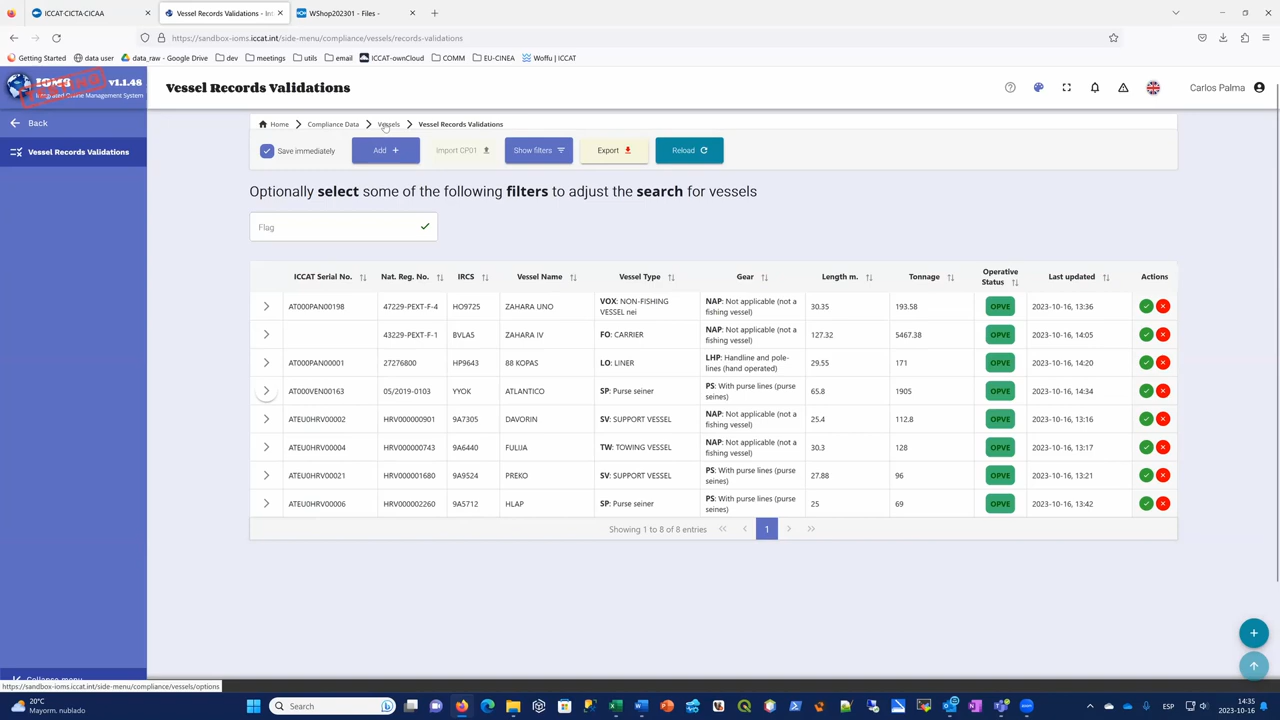 ICCAT·CICTA·CICAA
Vessel Records Validations - Int
WShop202301 - Files -
https://sandbox-ioms.iccat.int/side-menu/compliance/vessels/records-validations
Getting Started
data user
data_raw - Google Drive
dev
meetings
utils
email
ICCAT-ownCloud
COMM
EU-CINEA
Woffu | ICCAT
IOMS v1.1.48
Integrated Online Management System
Vessel Records Validations
Carlos Palma
Back
Vessel Records Validations
Home
Compliance Data
Vessels
Vessel Records Validations
Save immediately
Add +
Import CP01
Show filters
Export
Reload
Optionally select some of the following filters to adjust the search for vessels
Flag
ICCAT Serial No. Nat. Reg. No. IRCS Vessel Name Vessel Type Gear Length m. Tonnage Operative Status Last updated Actions
AT000PAN00198 47229-PEXT-F-4 HO9725 ZAHARA UNO VOX: NON-FISHING VESSEL nei NAP: Not applicable (not a fishing vessel) 30.35 193.58 OPVE 2023-10-16, 13:36
43229-PEXT-F-1 BVLAS ZAHARA IV FO: CARRIER NAP: Not applicable (not a fishing vessel) 127.32 5467.38 OPVE 2023-10-16, 14:05
AT000PAN00001 27276800 HP9643 88 KOPAS LO: LINER LHP: Handline and pole-lines (hand operated) 29.55 171 OPVE 2023-10-16, 14:20
AT000VEN00163 05/2019-0103 YYOK ATLANTICO SP: Purse seiner PS: With purse lines (purse seines) 65.8 1905 OPVE 2023-10-16, 14:34
ATEU0HRV00002 HRV000000901 9A7305 DAVORIN SV: SUPPORT VESSEL NAP: Not applicable (not a fishing vessel) 25.4 112.8 OPVE 2023-10-16, 13:16
ATEU0HRV00004 HRV000000743 9A6440 FULIJA TW: TOWING VESSEL NAP: Not applicable (not a fishing vessel) 30.3 128 OPVE 2023-10-16, 13:17
ATEU0HRV00021 HRV000001680 9A9524 PREKO SV: SUPPORT VESSEL PS: With purse lines (purse seines) 27.88 96 OPVE 2023-10-16, 13:21
ATEU0HRV00006 HRV000002260 9A5712 HLAP SP: Purse seiner PS: With purse lines (purse seines) 25 69 OPVE 2023-10-16, 13:42
Showing 1 to 8 of 8 entries
1
Collapse menu
https://sandbox-ioms.iccat.int/side-menu/compliance/vessels/options
20°C
Mayorm. nublado
Search
ESP
14:35
2023-10-16